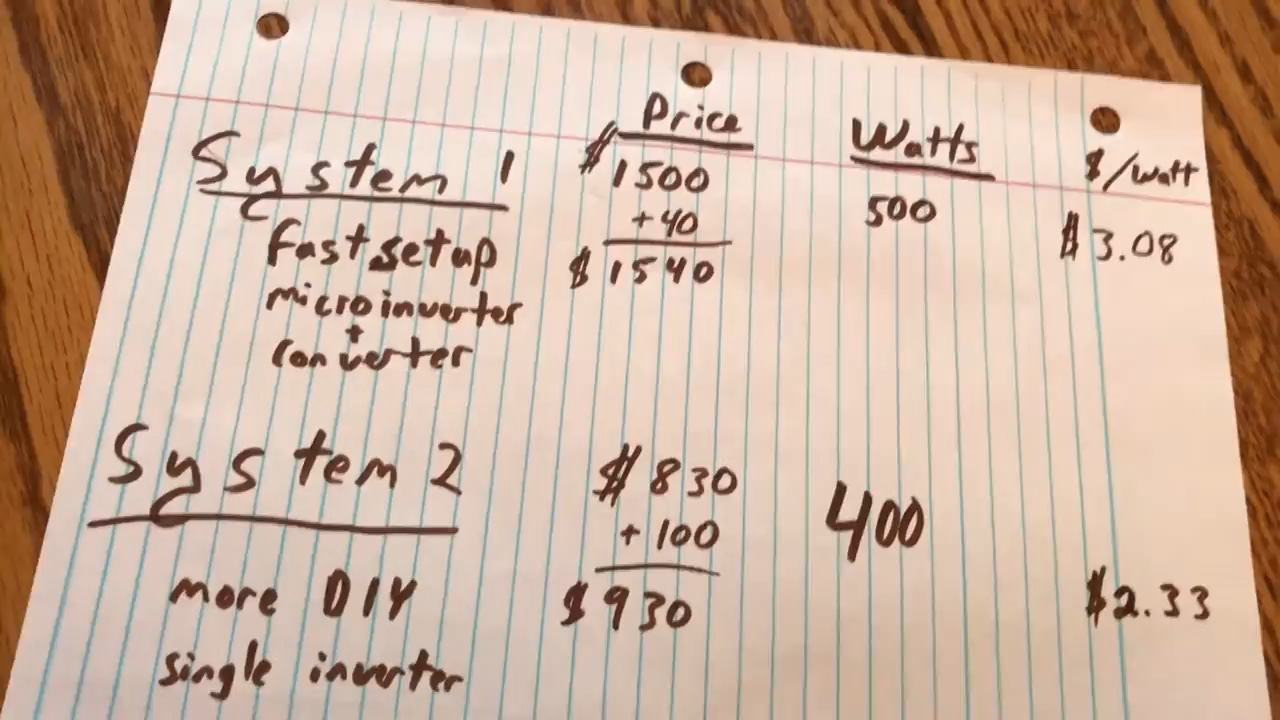 Price Watts $/watt
System 1 $1500 500
+40 $3.08
Fast setup $1540
microinverter
+
converter
System 2 $830 400
+100
more DIY $930 $2.33
single inverter